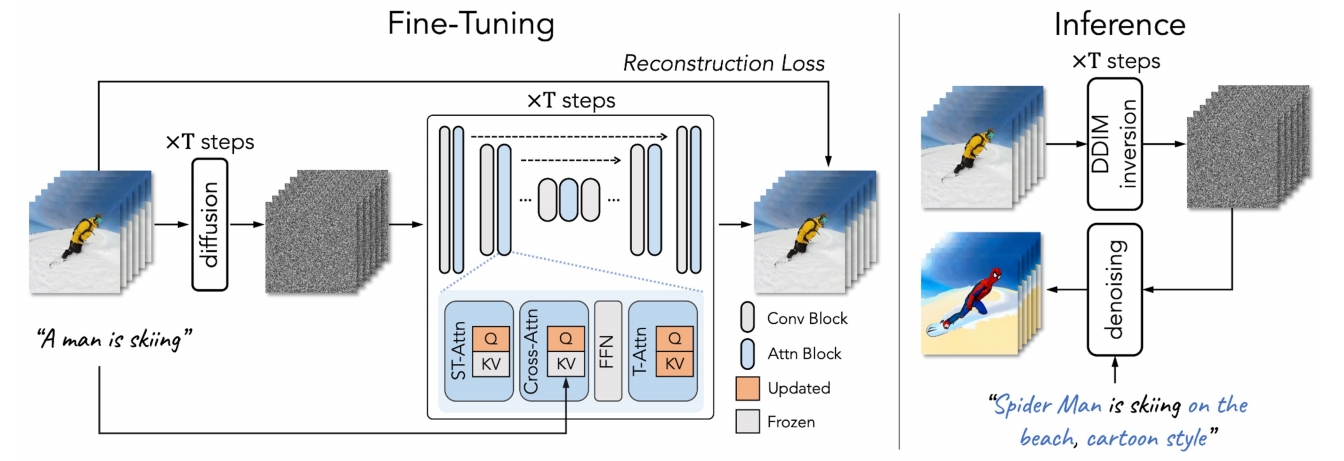 Fine-Tuning
Reconstruction Loss
×T steps
×T steps
diffusion
...
...
"A man is skiing"
ST-Attn
Q
KV
Cross-Attn
Q
KV
FFN
T-Attn
Q
KV
Conv Block
Attn Block
Updated
Frozen
Inference
×T steps
DDIM
inversion
denoising
"Spider Man is skiing on the
beach, cartoon style"